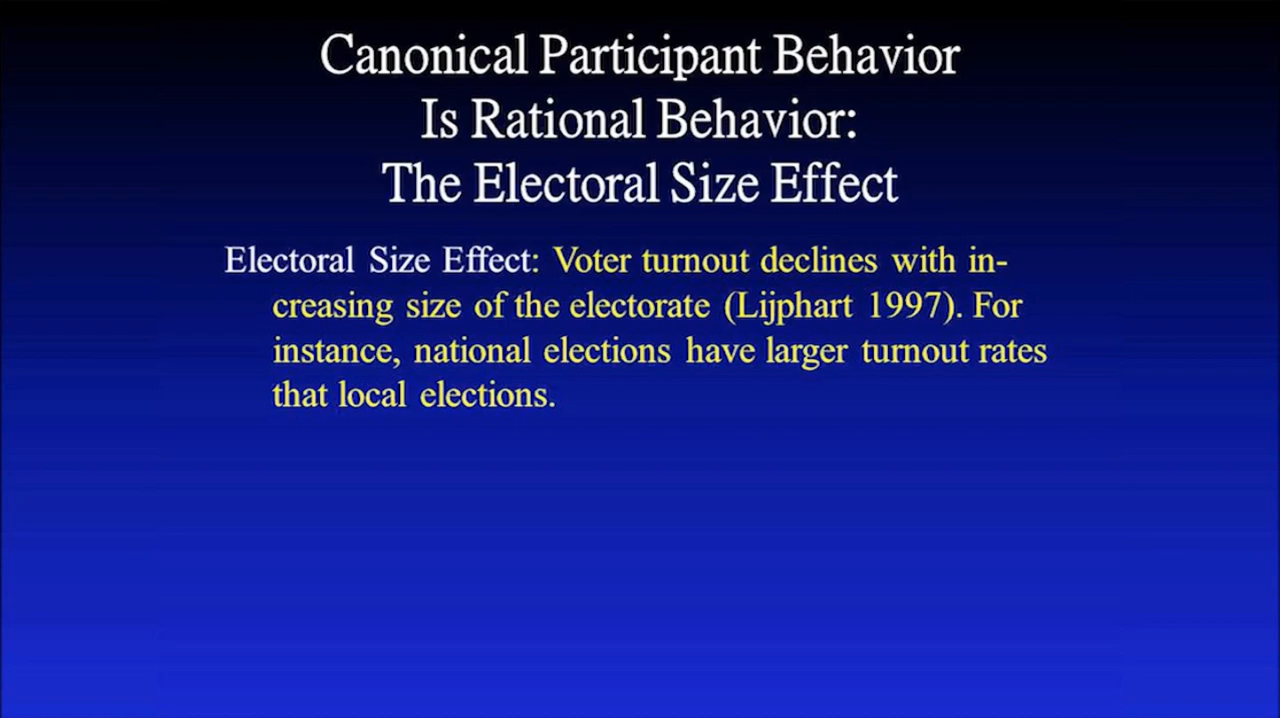 Canonical Participant Behavior
Is Rational Behavior:
The Electoral Size Effect
Electoral Size Effect: Voter turnout declines with in-
creasing size of the electorate (Lijphart 1997). For
instance, national elections have larger turnout rates
that local elections.